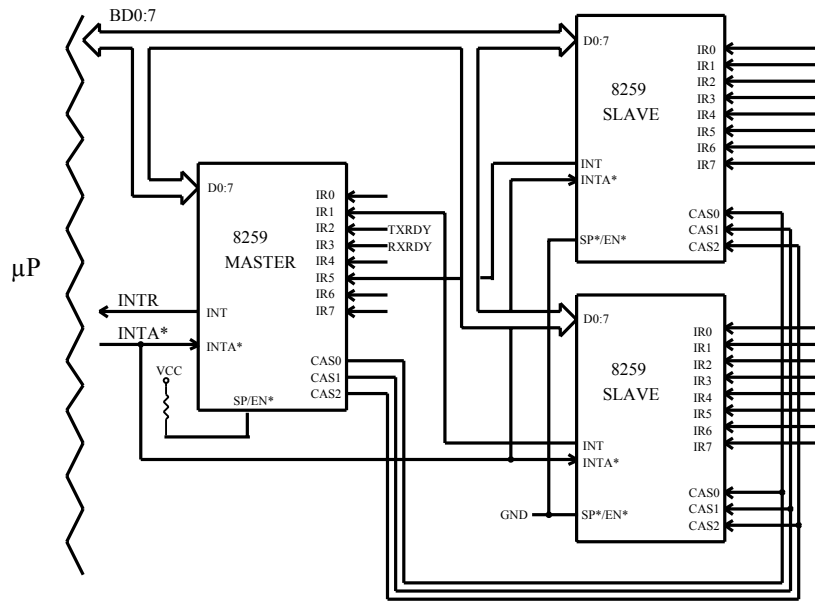 BD0:7
µP
INTR
INTA*
VCC
D0:7
8259
MASTER
IR0
IR1
IR2
IR3
IR4
IR5
IR6
IR7
TXRDY
RXRDY
INT
INTA*
CAS0
CAS1
CAS2
SP/EN*
D0:7
8259
SLAVE
IR0
IR1
IR2
IR3
IR4
IR5
IR6
IR7
INT
INTA*
CAS0
CAS1
CAS2
SP*/EN*
D0:7
8259
SLAVE
IR0
IR1
IR2
IR3
IR4
IR5
IR6
IR7
INT
INTA*
CAS0
CAS1
CAS2
GND
SP*/EN*